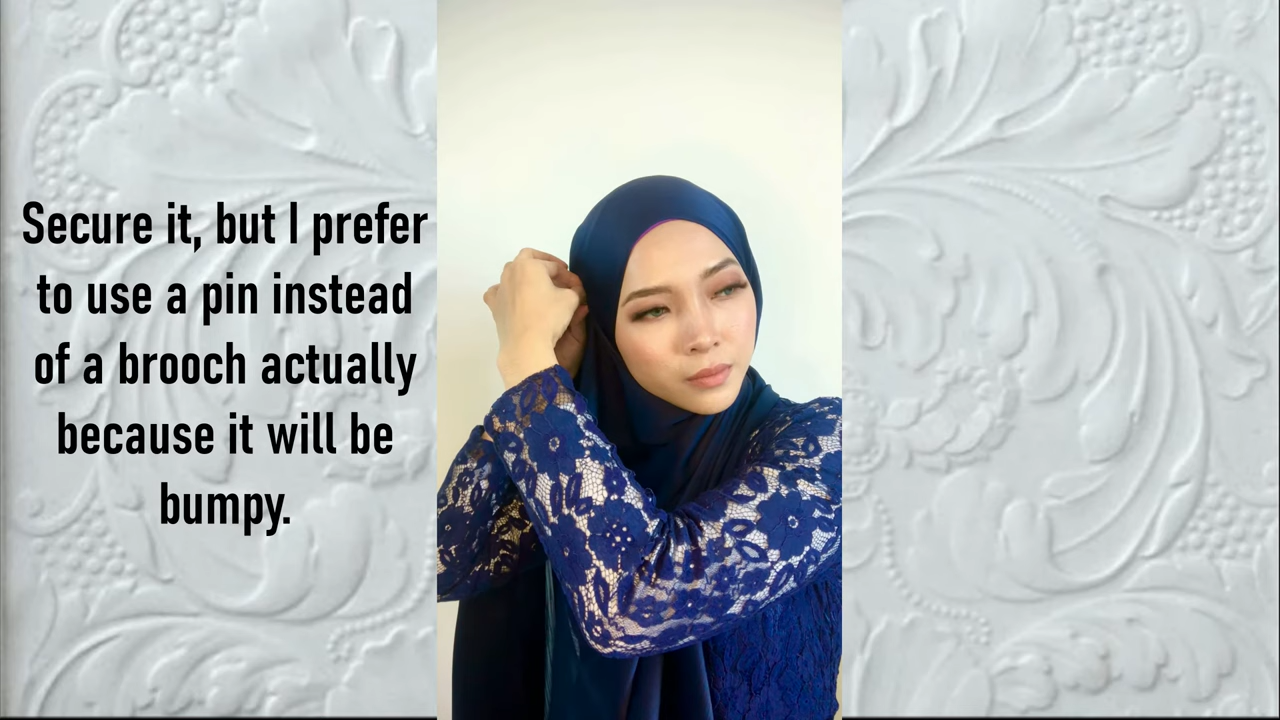 Secure it, but I prefer
to use a pin instead
of a brooch actually
because it will be
bumpy.